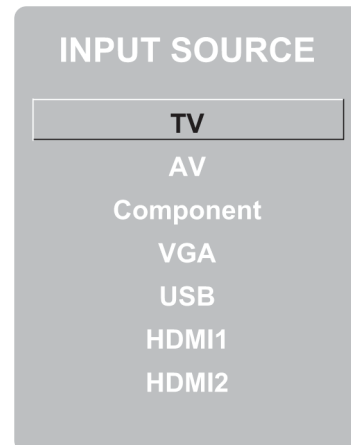 INPUT SOURCE
TV
AV
Component
VGA
USB
HDMI1
HDMI2